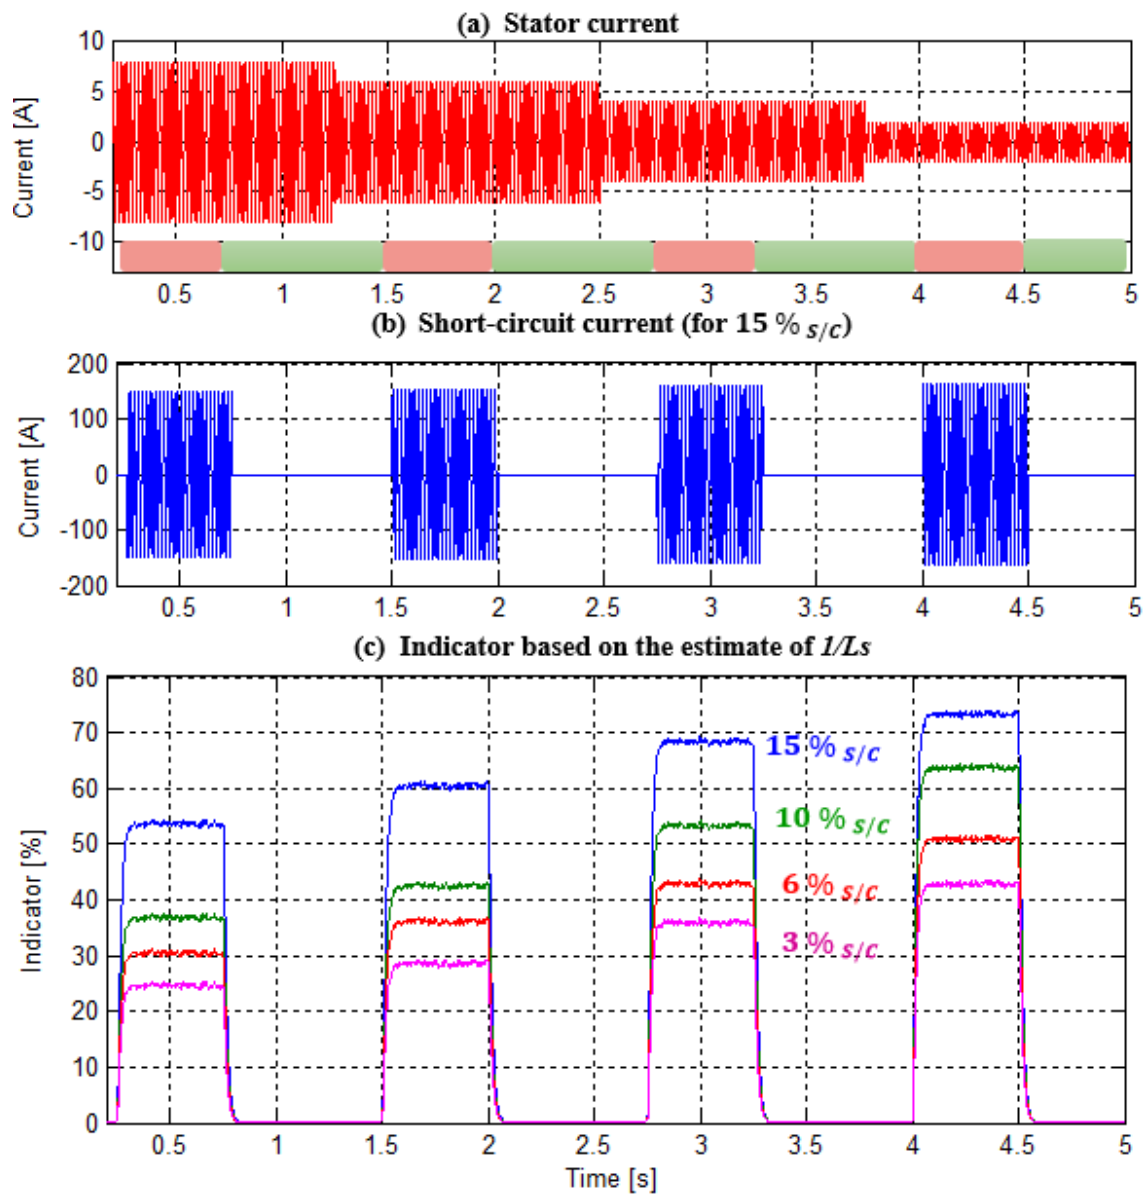 (a) Stator current
Current [A]
10
5
0
-5
-10
0.5 1 1.5 2 2.5 3 3.5 4 4.5 5
(b) Short-circuit current (for 15 % s/c)
Current [A]
200
100
0
-100
-200
0.5 1 1.5 2 2.5 3 3.5 4 4.5 5
(c) Indicator based on the estimate of 1/Ls
Indicator [%]
80
70
60
50
40
30
20
10
0
15 % s/c
10 % s/c
6 % s/c
3 % s/c
0.5 1 1.5 2 2.5 3 3.5 4 4.5 5
Time [s]